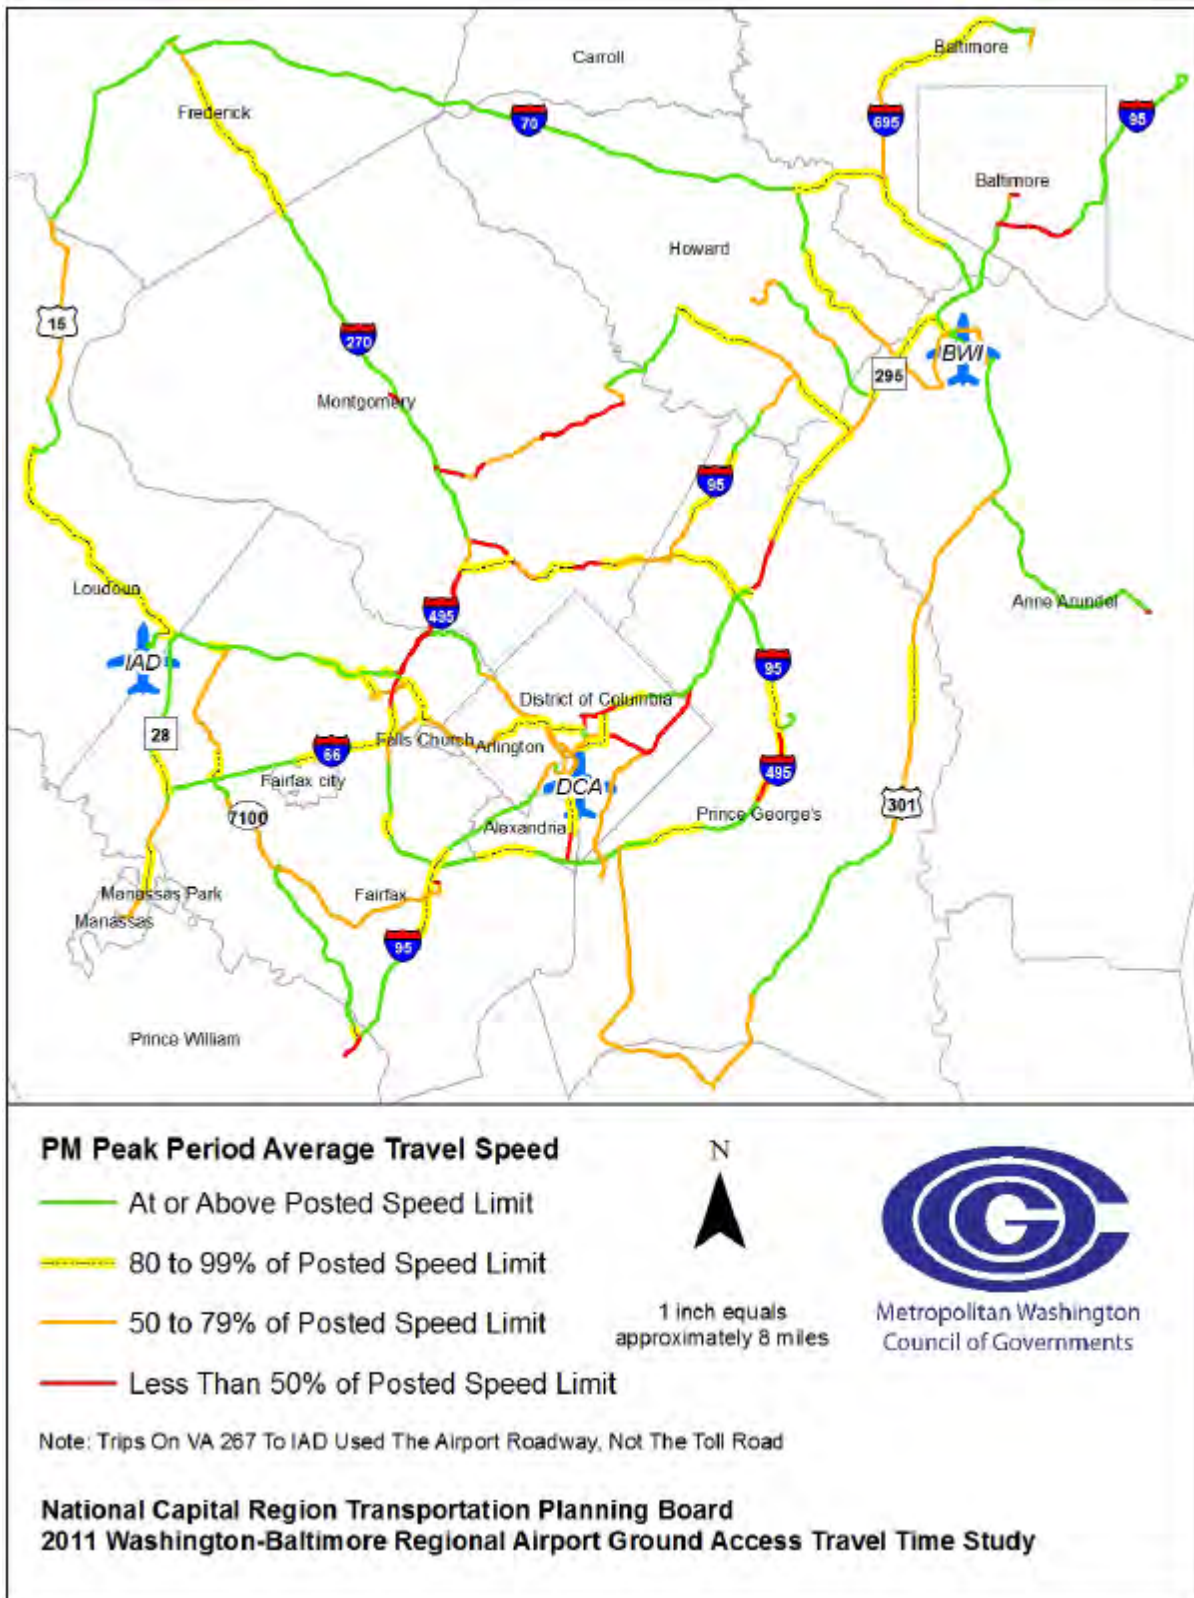 Carroll
Baltimore
Frederick
70
695
95
Baltimore
Howard
15
270
BWI
295
Montgomery
95
Loudoun
495
Anne Arundel
IAD
95
District of Columbia
28
Falls Church
Arlington
66
Fairfax city
DCA
495
7100
Alexandria
Prince George's
301
Manassas Park
Fairfax
Manassas
95
Prince William
PM Peak Period Average Travel Speed
At or Above Posted Speed Limit
80 to 99% of Posted Speed Limit
50 to 79% of Posted Speed Limit
Less Than 50% of Posted Speed Limit
N
1 inch equals
approximately 8 miles
COG
Metropolitan Washington
Council of Governments
Note: Trips On VA 267 To IAD Used The Airport Roadway, Not The Toll Road
National Capital Region Transportation Planning Board
2011 Washington-Baltimore Regional Airport Ground Access Travel Time Study